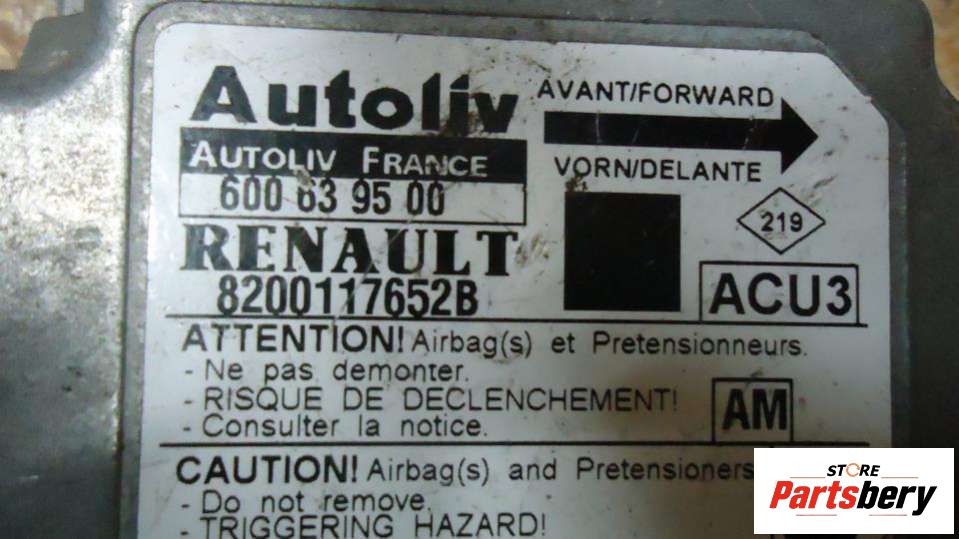 Autoliv
AUTOLIV FRANCE
600 63 95 00
AVANT/FORWARD
VORN/DELANTE
RENAULT
8200117652B
219
ACU3
ATTENTION! Airbag(s) et Pretensionneurs.
- Ne pas demonter.
- RISQUE DE DECLENCHEMENT!
- Consulter la notice.
AM
CAUTION! Airbag(s) and Pretensioners
- Do not remove.
- TRIGGERING HAZARD!
STORE
Partsbery